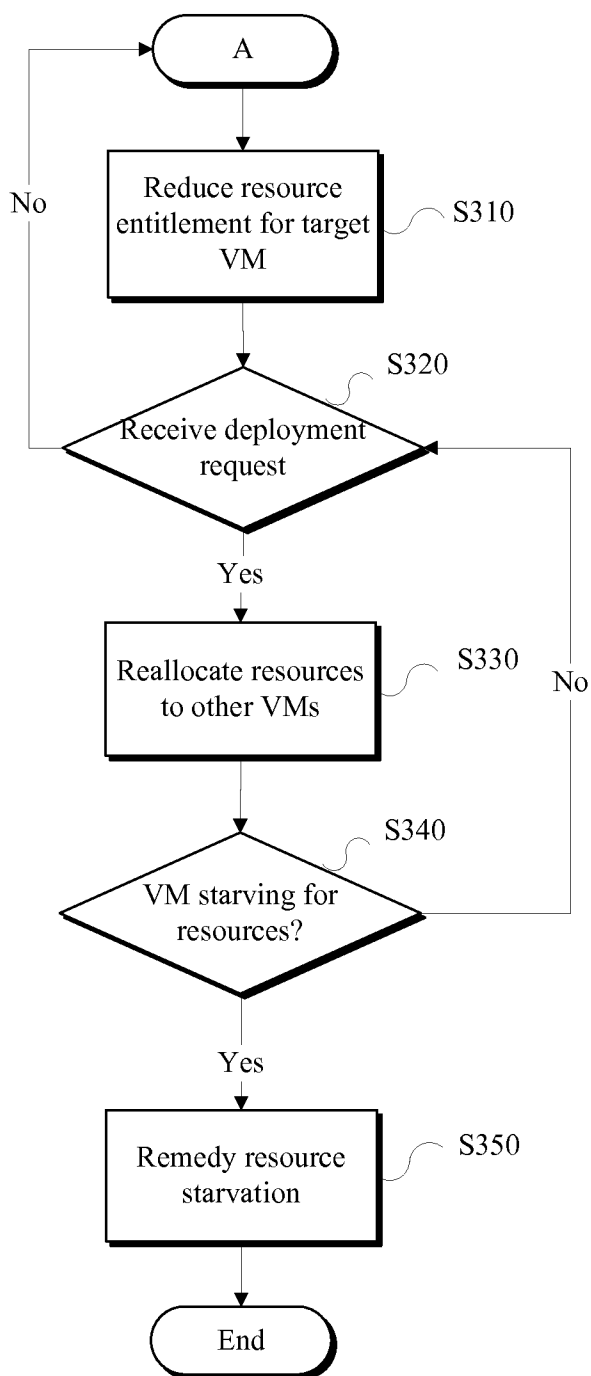 A
No
Reduce resource
entitlement for target
VM
S310
S320
Receive deployment
request
Yes
Reallocate resources
to other VMs
S330
No
S340
VM starving for
resources?
Yes
Remedy resource
starvation
S350
End